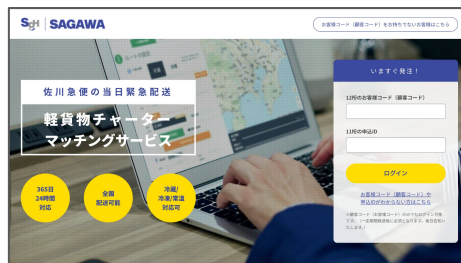 SGH SAGAWA
お客様コード（顧客コード）をお持ちでないお客様はこちら
佐川急便の当日緊急配送
軽貨物チャーター
マッチングサービス
365日
24時間
対応
全国
配送可能
冷蔵/
冷凍/常温
対応可
いますぐ発注！
12桁のお客様コード（顧客コード）
11桁の申込ID
ログイン
お客様コード（顧客コード）や
申込IDがわからない方はこちら